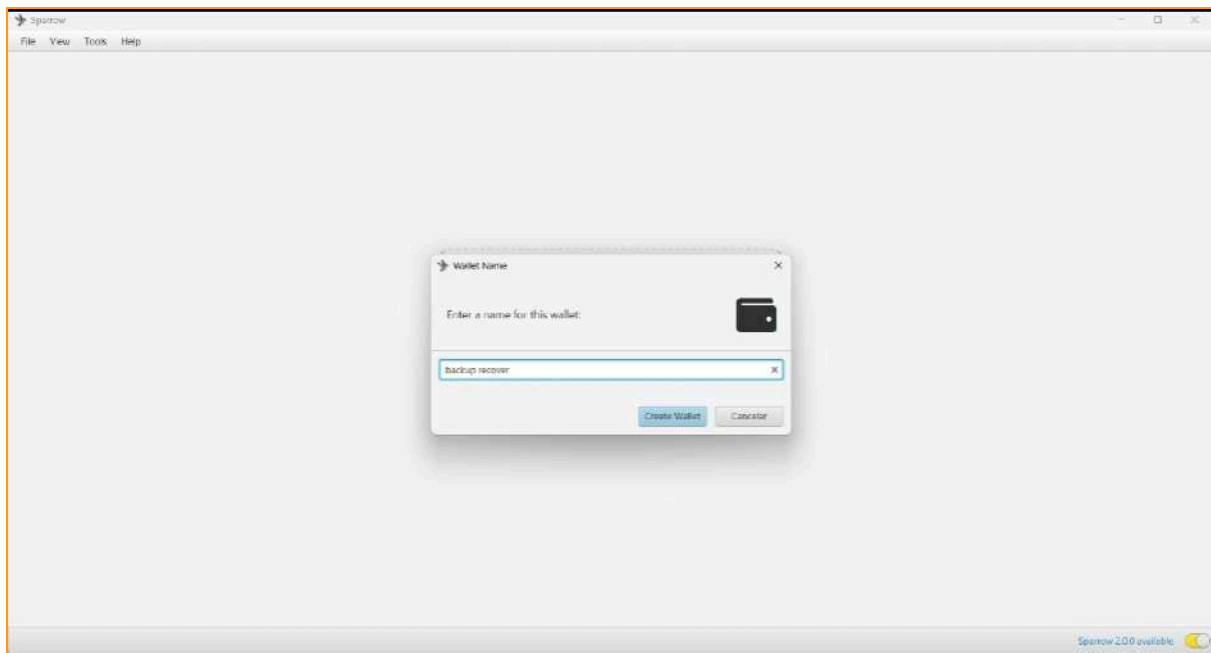 Sparrow
File View Tools Help
Wallet Name
Enter a name for this wallet:
backup recover
Create Wallet Cancelar
Sparrow 2.0.0 available